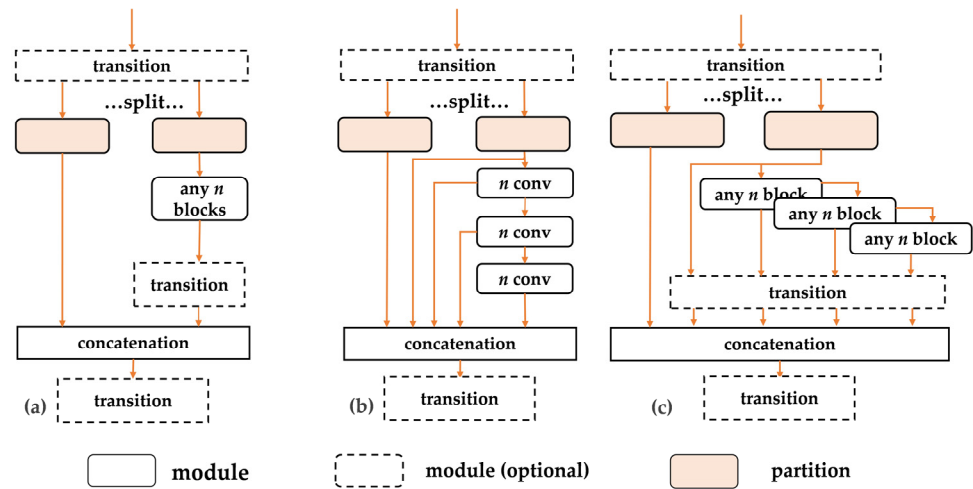 transition
...split...
any n
blocks
transition
concatenation
transition
(a)
transition
...split...
n conv
n conv
n conv
concatenation
transition
(b)
transition
...split...
any n block
any n block
any n block
transition
concatenation
transition
(c)
module
module (optional)
partition